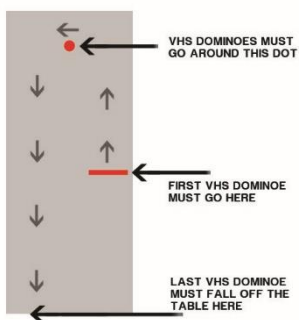 VHS DOMINOES MUST
GO AROUND THIS DOT
FIRST VHS DOMINOE
MUST GO HERE
LAST VHS DOMINOE
MUST FALL OFF THE
TABLE HERE